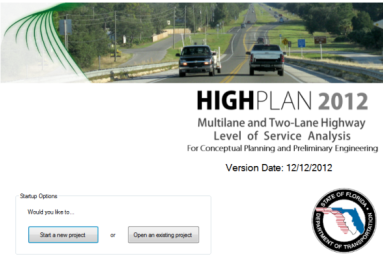 HIGHPLAN 2012
Multilane and Two-Lane Highway
Level of Service Analysis
For Conceptual Planning and Preliminary Engineering
Version Date: 12/12/2012
Startup Options
Would you like to...
Start a new project
or
Open an existing project
STATE OF FLORIDA
DEPARTMENT OF TRANSPORTATION